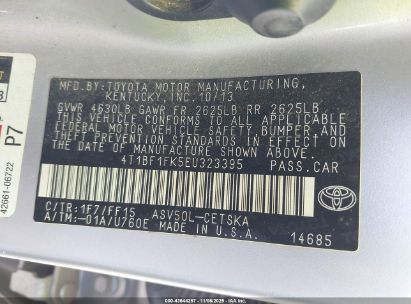 MFD.BY:TOYOTA MOTOR MANUFACTURING,
KENTUCKY,INC.10/13
GVWR 4630LB GAWR FR 2625LB RR 2625LB
THIS VEHICLE CONFORMS TO ALL APPLICABLE
FEDERAL MOTOR VEHICLE SAFETY, BUMPER, AND
THEFT PREVENTION STANDARDS IN EFFECT ON
THE DATE OF MANUFACTURE SHOWN ABOVE.
4T1BF1FK5EU323395 PASS.CAR
C/TR:1F7/FF15 ASV50L-CETSKA
A/TM:-01A/U760E MADE IN U.S.A.
14685
TOYOTA
P7
42661-06722